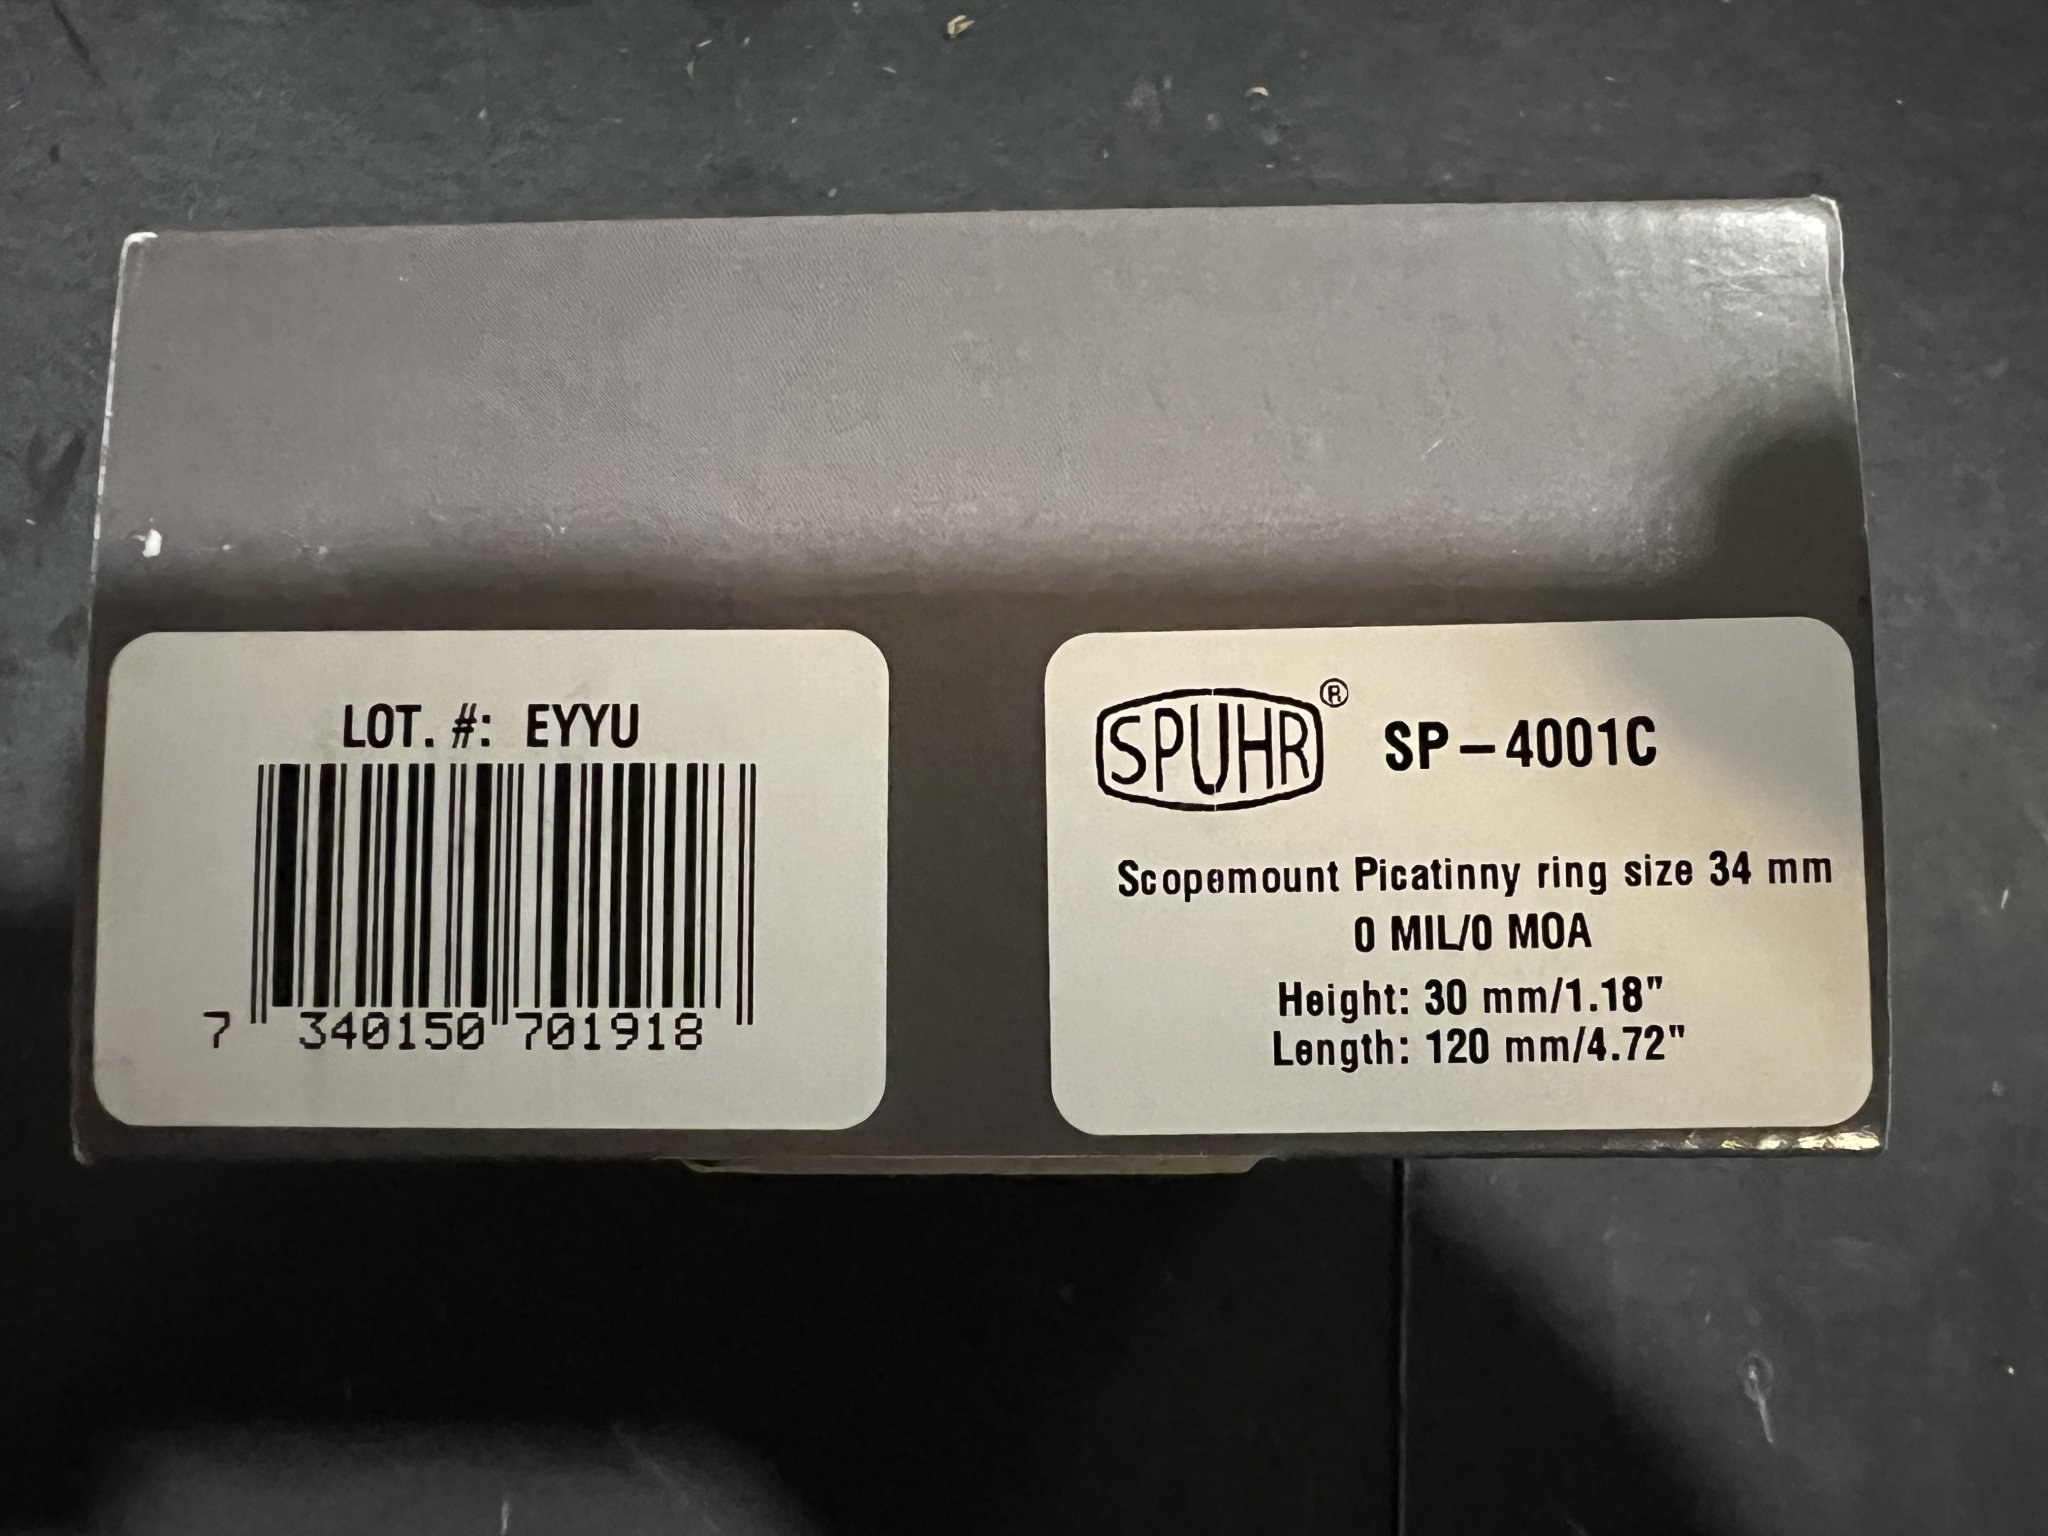 LOT. #: EYYU
7 340150 701918
SPUHR® SP-4001C
Scopemount Picatinny ring size 34 mm
0 MIL/0 MOA
Height: 30 mm/1.18"
Length: 120 mm/4.72"